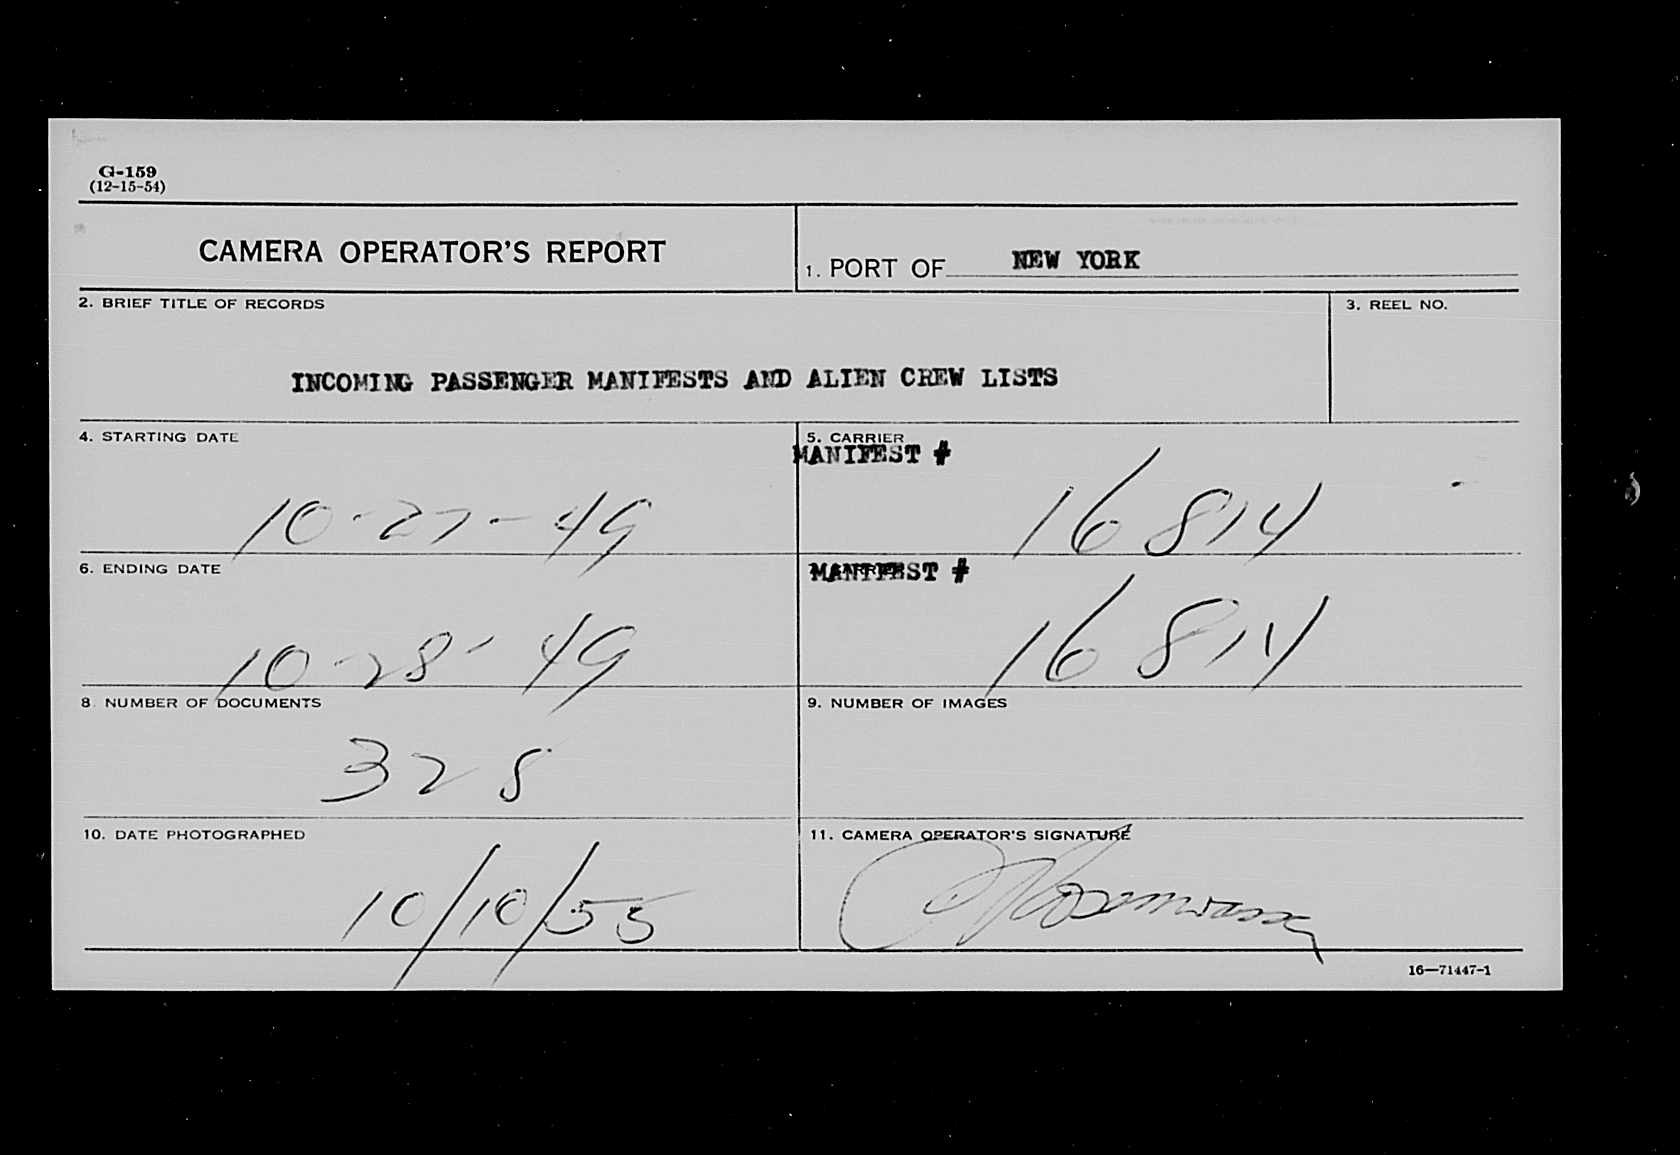 G-159
(12-15-54)
CAMERA OPERATOR'S REPORT
1. PORT OF NEW YORK
2. BRIEF TITLE OF RECORDS
3. REEL NO.
INCOMING PASSENGER MANIFESTS AND ALIEN CREW LISTS
4. STARTING DATE
10-27-49
5. CARRIER
MANIFEST #
16814
6. ENDING DATE
10-28-49
MANIFEST #
16814
8. NUMBER OF DOCUMENTS
328
9. NUMBER OF IMAGES
10. DATE PHOTOGRAPHED
10/10/55
11. CAMERA OPERATOR'S SIGNATURE
16—71447-1